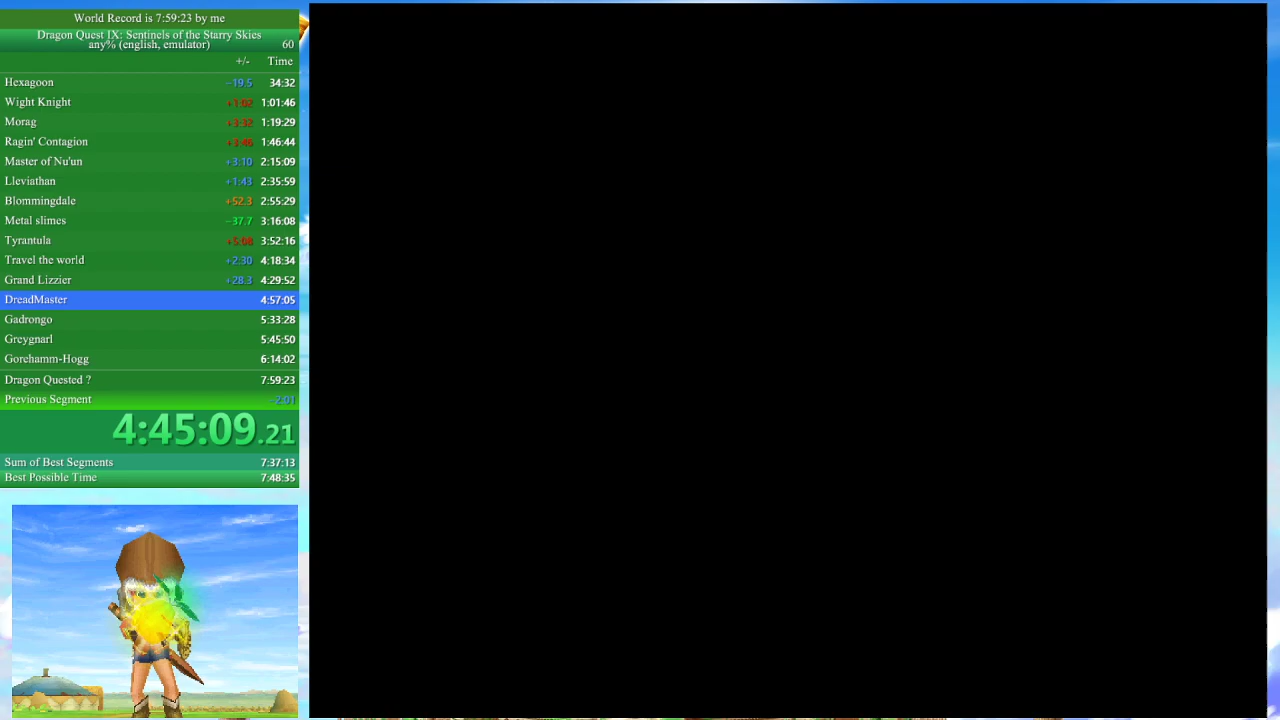 World Record is 7:59:23 by me
Dragon Quest IX: Sentinels of the Starry Skies
any% (english, emulator) 60
+/- Time
Hexagoon -19.5 34:32
Wight Knight +1:02 1:01:46
Morag +3:32 1:19:29
Ragin' Contagion +3:46 1:46:44
Master of Nu'un +3:10 2:15:09
Lleviathan +1:43 2:35:59
Blommingdale +52.3 2:55:29
Metal slimes -37.7 3:16:08
Tyrantula +5:08 3:52:16
Travel the world +2:30 4:18:34
Grand Lizzier +28.3 4:29:52
DreadMaster 4:57:05
Gadrongo 5:33:28
Greygnarl 5:45:50
Gorehamm-Hogg 6:14:02
Dragon Quested ? 7:59:23
Previous Segment -2.01
4:45:09.21
Sum of Best Segments 7:37:13
Best Possible Time 7:48:35